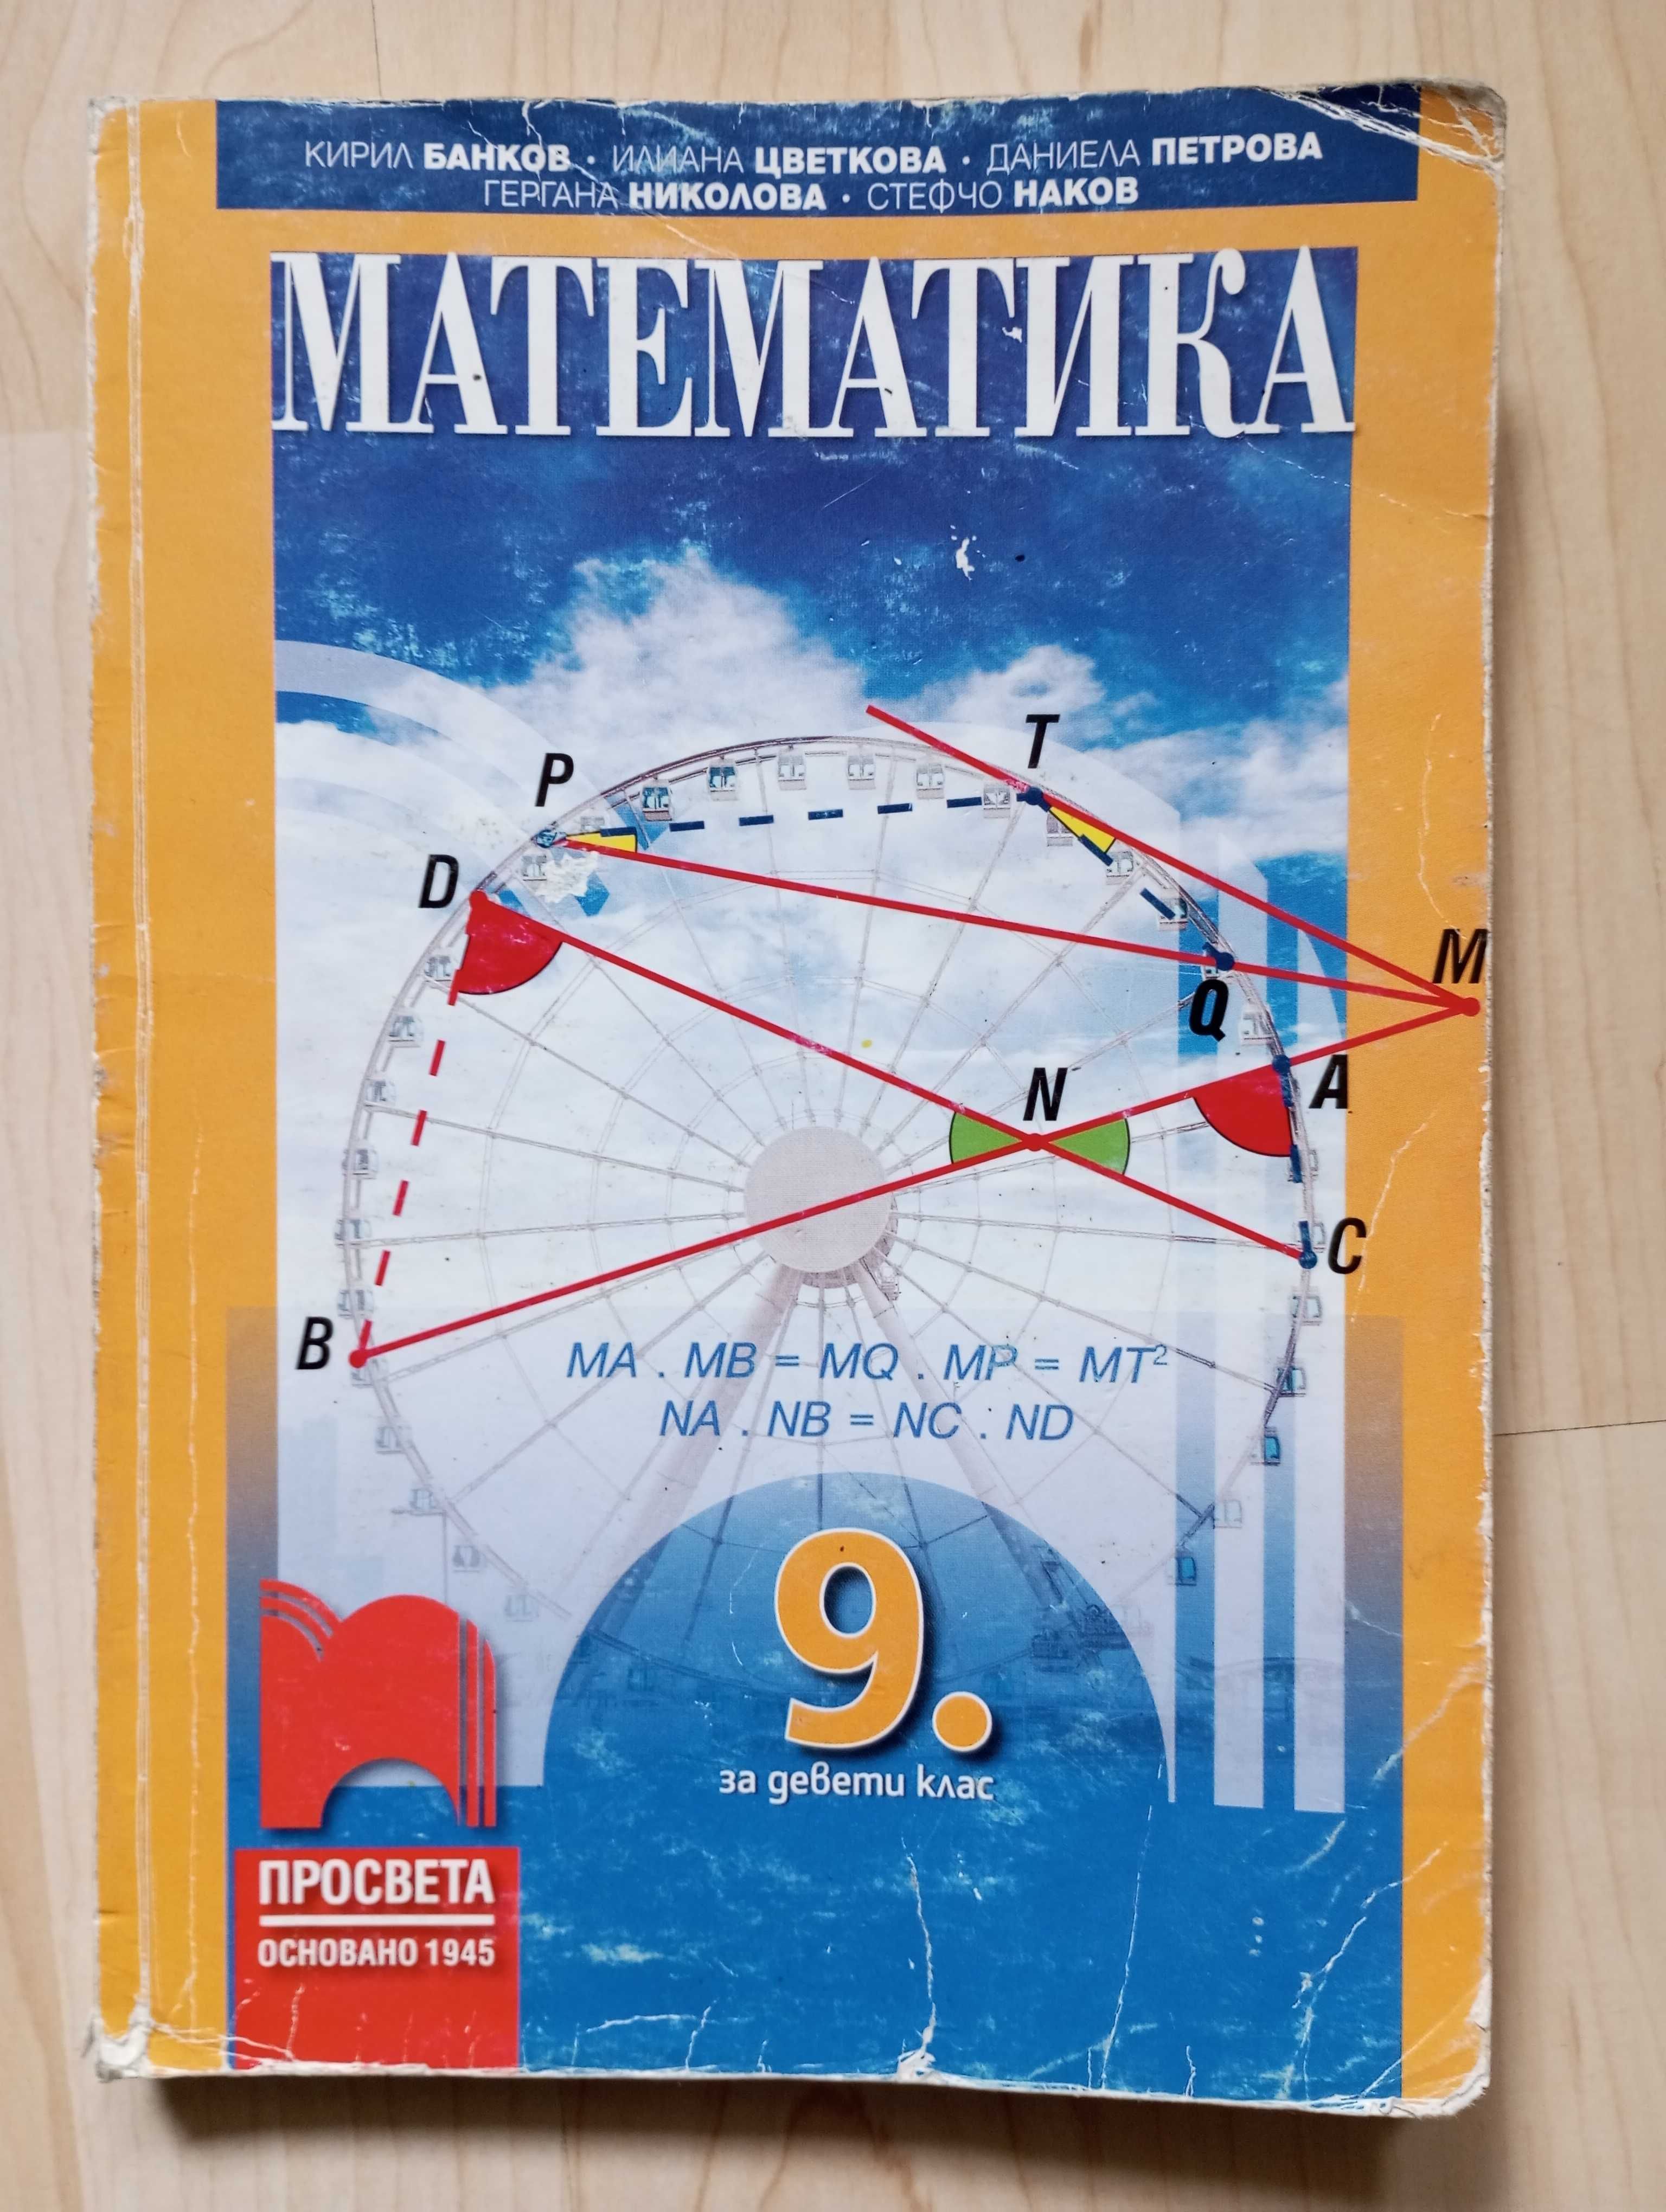 КИРИЛ БАНКОВ • ИЛИАНА ЦВЕТКОВА • ДАНИЕЛА ПЕТРОВА
ГЕРГАНА НИКОЛОВА • СТЕФЧО НАКОВ
МАТЕМАТИКА
T
P
D
M
Q
N
A
C
B
MA . MB = MQ . MP = MT²
NA . NB = NC . ND
9.
за девети клас
ПРОСВЕТА
ОСНОВАНО 1945